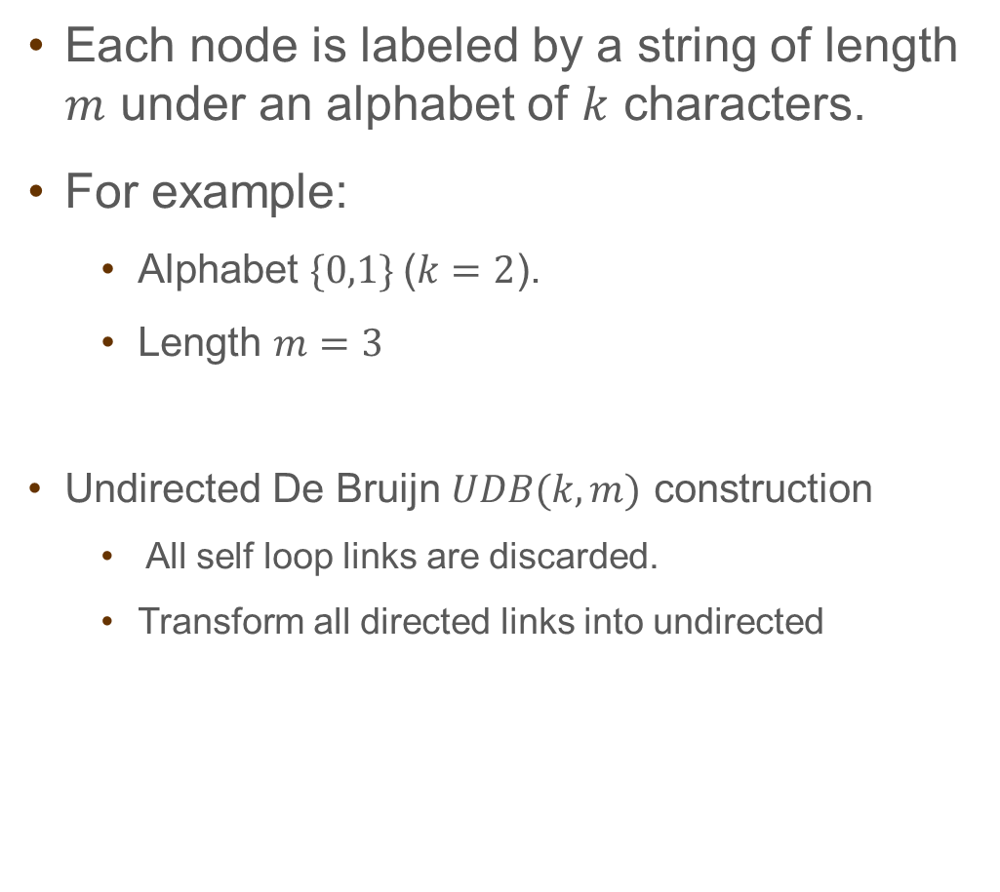 • Each node is labeled by a string of length
m under an alphabet of k characters.
• For example:
• Alphabet {0,1} (k = 2).
• Length m = 3
• Undirected De Bruijn UDB(k,m) construction
• All self loop links are discarded.
• Transform all directed links into undirected